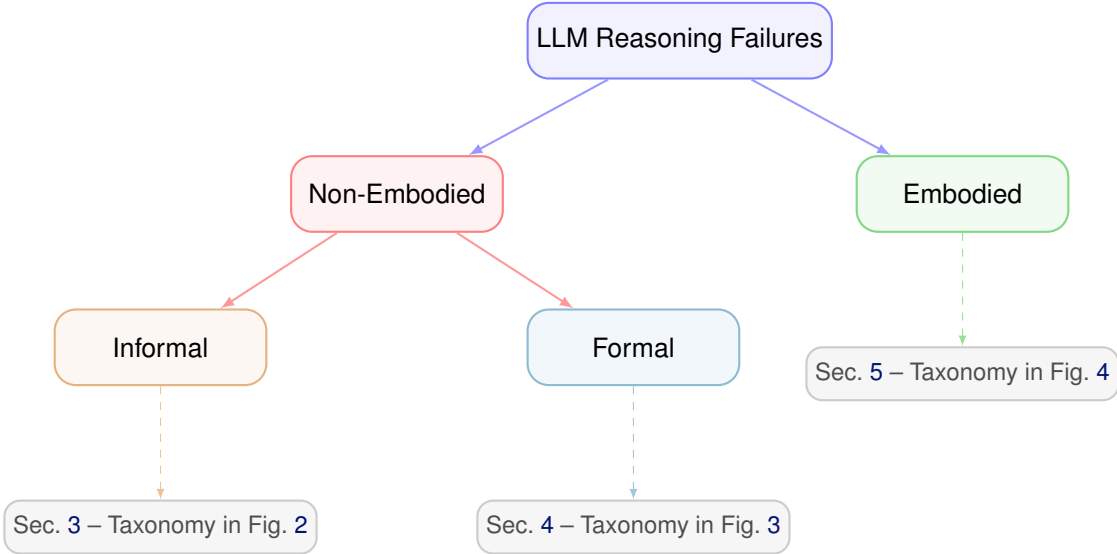 LLM Reasoning Failures
Non-Embodied
Embodied
Informal
Formal
Sec. 5 – Taxonomy in Fig. 4
Sec. 3 – Taxonomy in Fig. 2
Sec. 4 – Taxonomy in Fig. 3